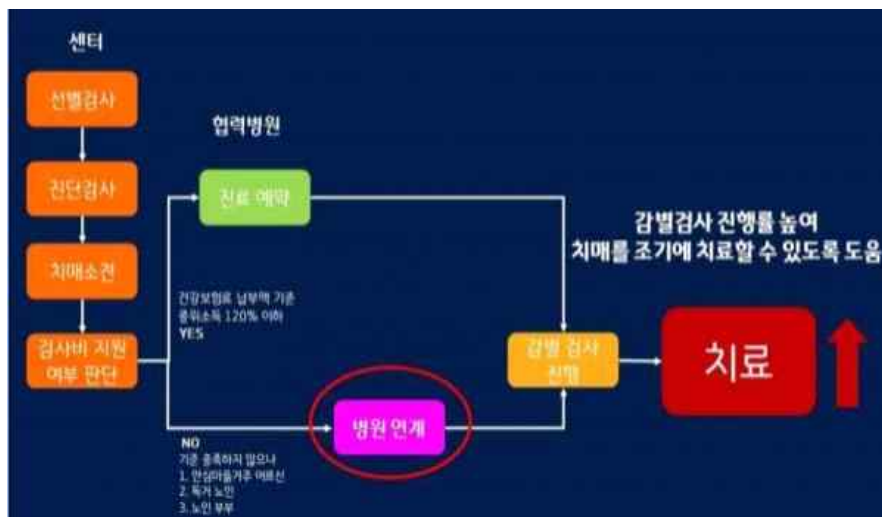 센터
선별검사
진단검사
치매소견
검사비 지원
여부 판단
협력병원
진료 예약
건강보험료 납부액 기준
중위소득 120% 이하
YES
NO
기준 충족하지 않으나
1. 안심마을거주 어르신
2. 독거 노인
3. 노인 부부
병원 연계
감별 검사
진행
감별검사 진행률 높여
치매를 조기에 치료할 수 있도록 도움
치료